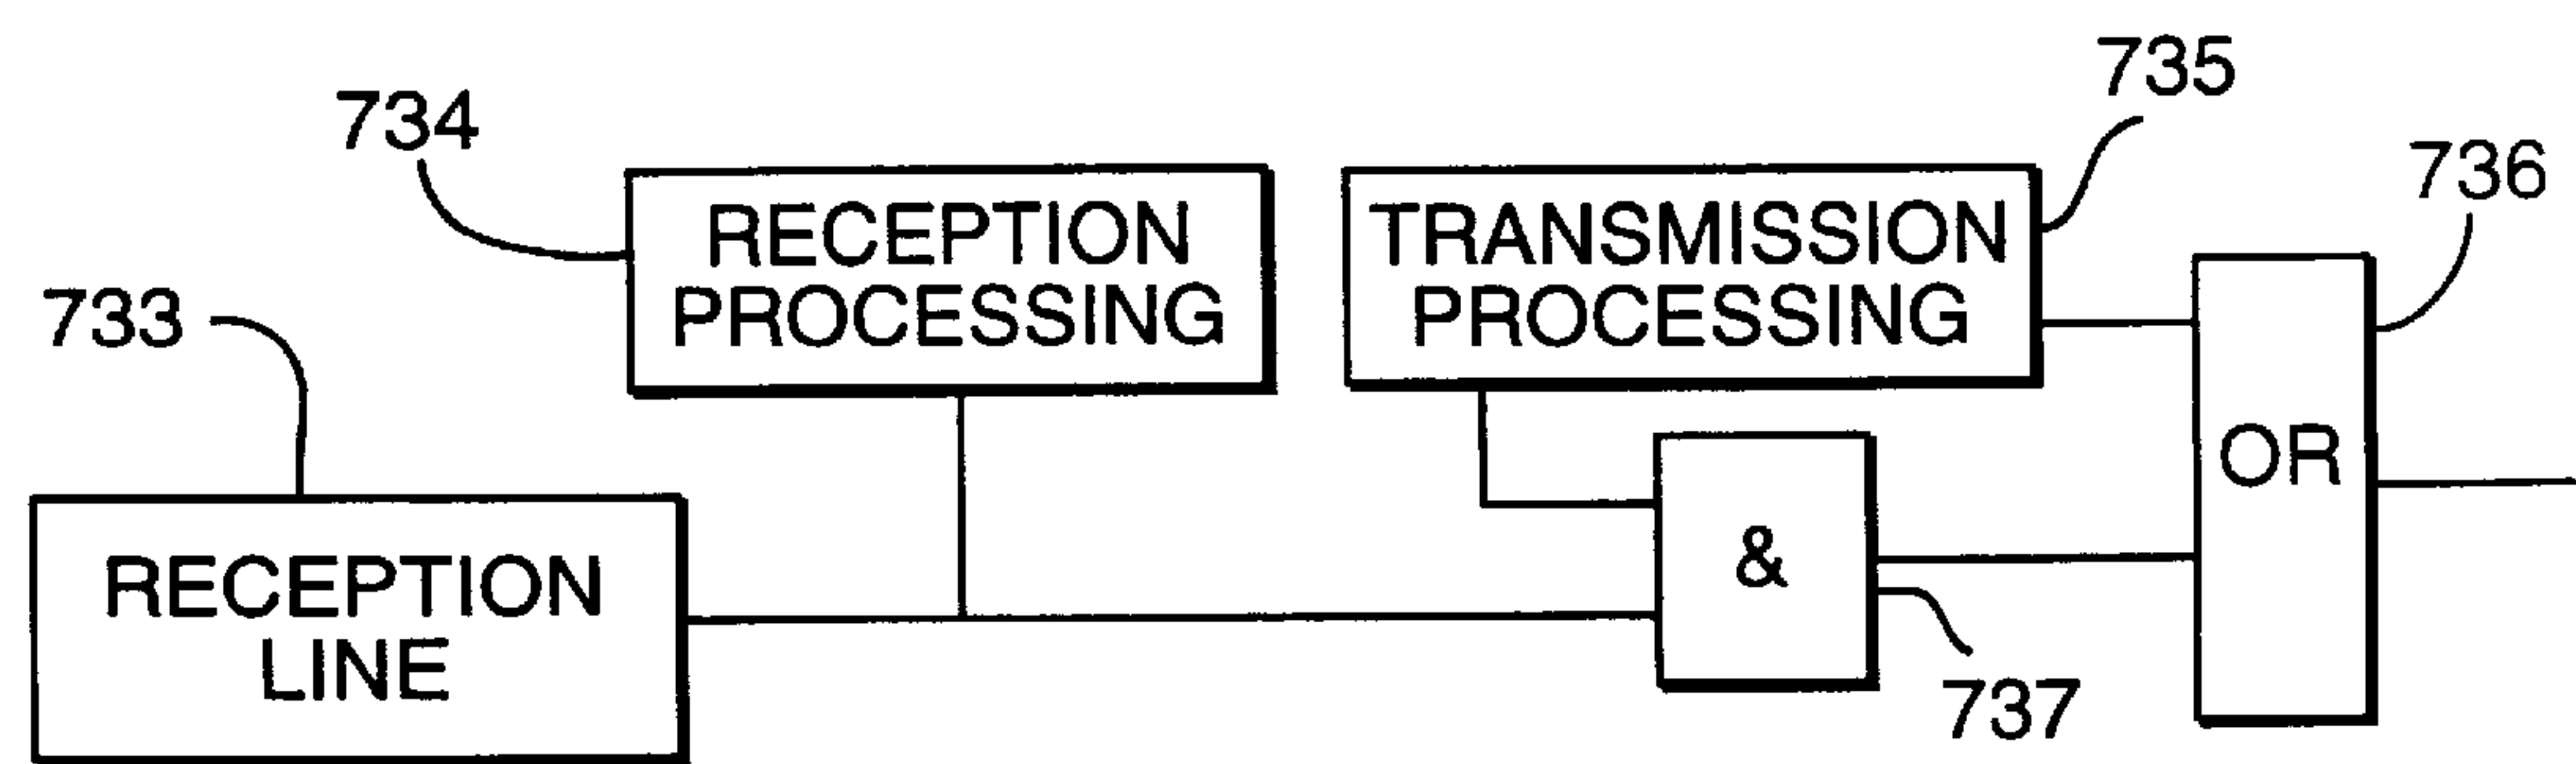 735
734
736
RECEPTION
PROCESSING
TRANSMISSION
PROCESSING
733
OR
RECEPTION
LINE
&
737